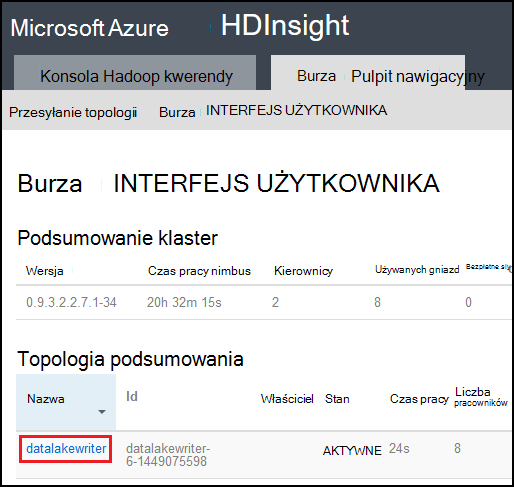 Microsoft Azure HDInsight
Konsola Hadoop kwerendy Burza Pulpit nawigacyjny
Przesyłanie topologii Burza INTERFEJS UŻYTKOWNIKA
Burza INTERFEJS UŻYTKOWNIKA
Podsumowanie klaster
Wersja Czas pracy nimbus Kierownicy Używanych gniazd Bezpłatne
0.9.3.2.2.7.1-34 20h 32m 15s 2 8 0
Topologia podsumowania
Nazwa Id Właściciel Stan Czas pracy Liczba
pracowników
datalakewriter datalakewriter- AKTYWNE 24s 8
6-1449075598